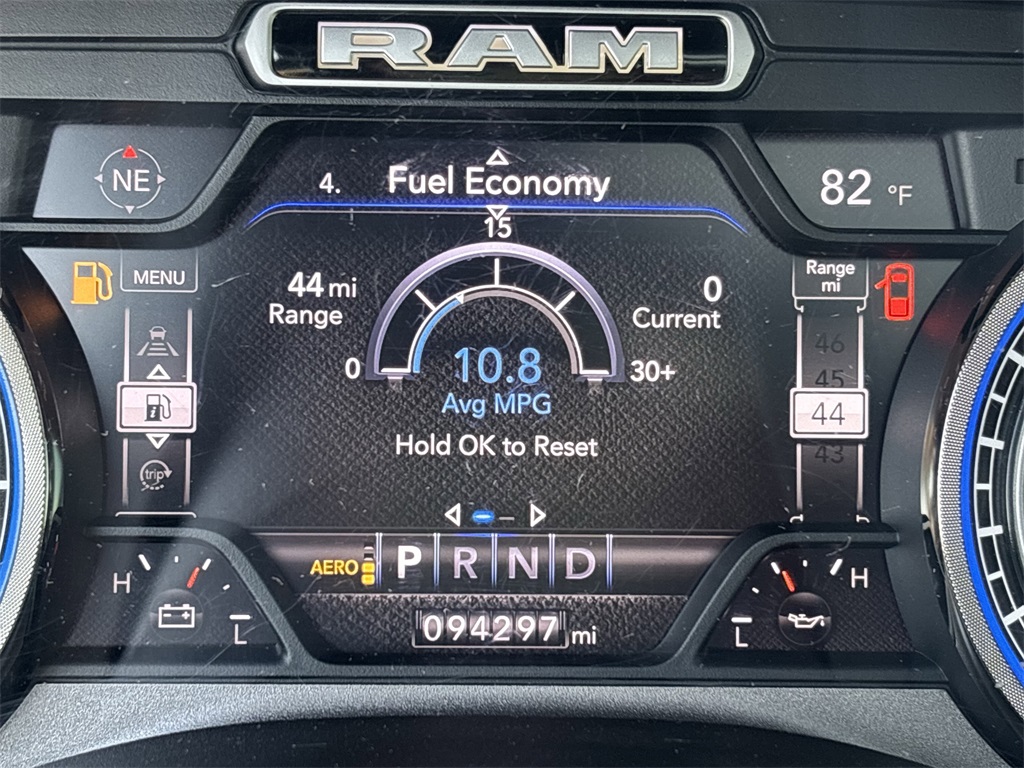 RAM
NE
4. Fuel Economy
82 °F
15
MENU
Range
mi
44 mi
Range
0
Current
0
10.8
30+
Avg MPG
46
45
44
43
Hold OK to Reset
trip
AERO P R N D
H
L
094297 mi
H
L